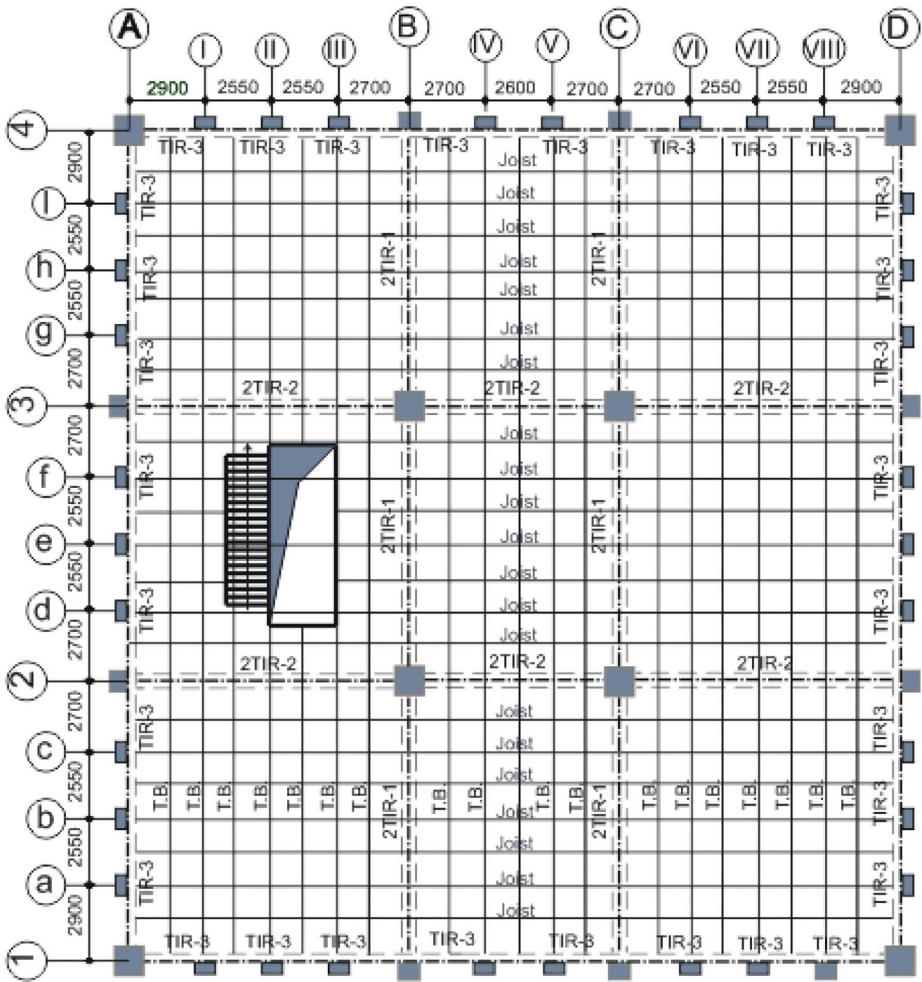 A I II III B IV V C VI VII VIII D
2900 2550 2550 2700 2700 2600 2700 2700 2550 2550 2900
4
TIR-3 TIR-3 TIR-3 TIR-3 TIR-3 TIR-3 TIR-3 TIR-3
2900
Joist
TIR-3 TIR-3
l
Joist
2550
Joist
2TIR-1 2TIR-1
h
Joist
TIR-3 TIR-3
Joist
2550
g
Joist
2700
TIR-3 TIR-3
Joist
2TIR-2 2TIR-2 2TIR-2
3
2700
Joist
f
TIR-3 TIR-3
Joist
2550
Joist
2TIR-1 2TIR-1
e
Joist
2550
Joist
d
TIR-3 TIR-3
Joist
2700
Joist
2TIR-2 2TIR-2 2TIR-2
2
2700
Joist
TIR-3 TIR-3
c
Joist
2550
Joist
T.B. T.B. T.B. T.B. T.B. T.B. T.B. 2TIR-1 T.B. T.B. T.B. T.B. 2TIR-1 T.B. T.B. T.B. T.B. T.B. T.B. T.B. TIR-3
b
Joist
2550
Joist
a
Joist
TIR-3 TIR-3
2900
Joist
TIR-3 TIR-3 TIR-3 TIR-3 TIR-3 TIR-3 TIR-3 TIR-3
1